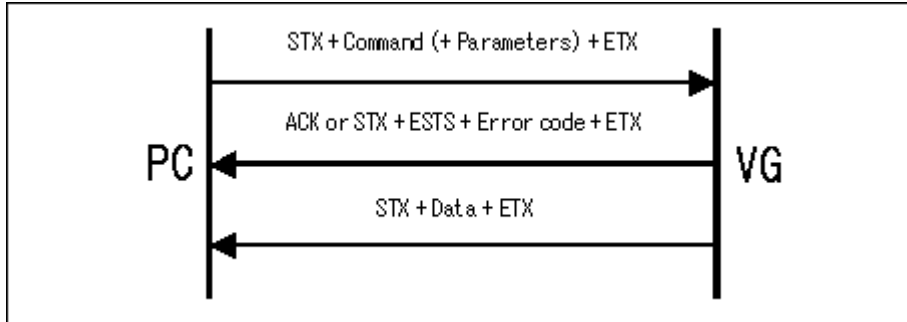 STX + Command (+ Parameters) + ETX
ACK or STX + ESTS + Error code + ETX
PC
VG
STX + Data + ETX